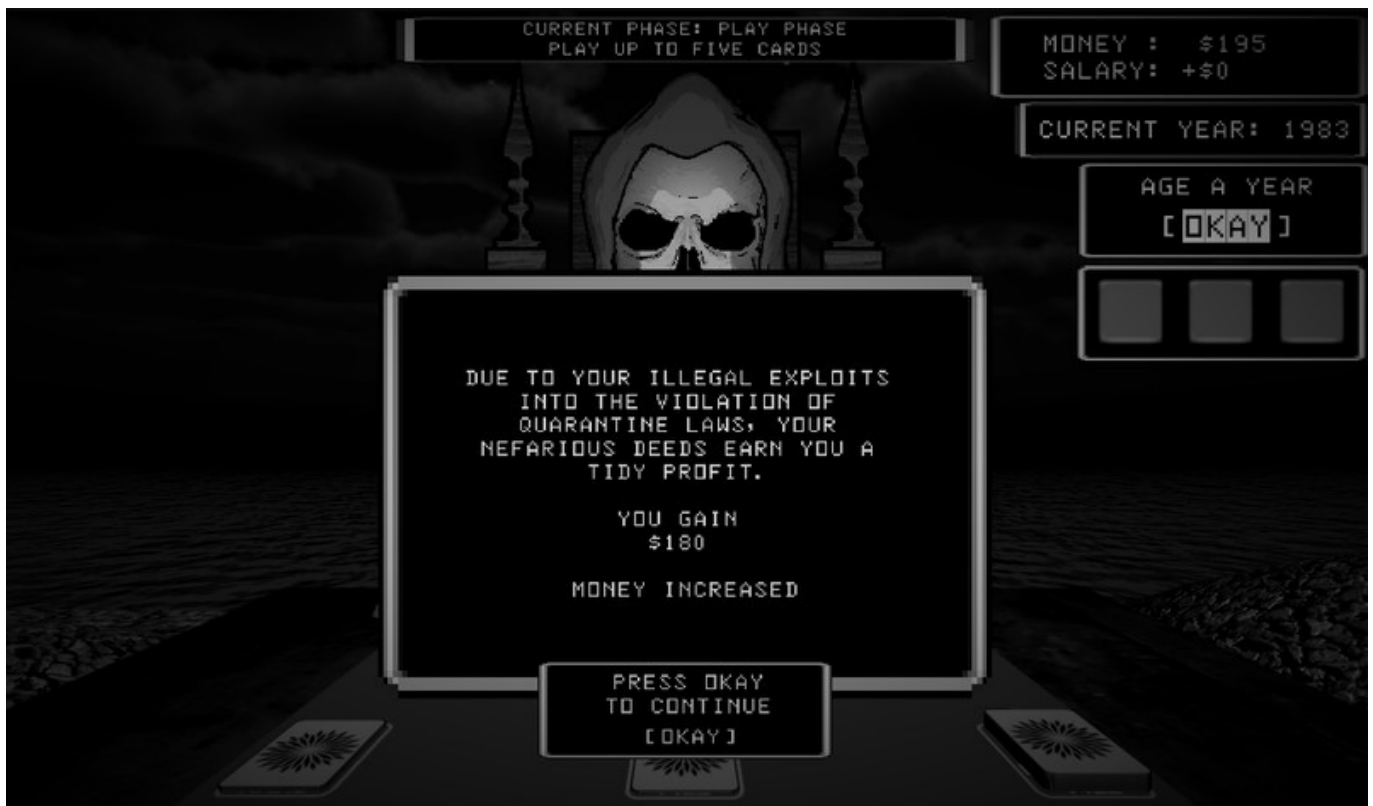 CURRENT PHASE: PLAY PHASE
PLAY UP TO FIVE CARDS
MONEY : $195
SALARY: +$0
CURRENT YEAR: 1983
AGE A YEAR
[OKAY]
DUE TO YOUR ILLEGAL EXPLOITS
INTO THE VIOLATION OF
QUARANTINE LAWS, YOUR
NEFARIOUS DEEDS EARN YOU A
TIDY PROFIT.
YOU GAIN
$180
MONEY INCREASED
PRESS OKAY
TO CONTINUE
[OKAY]